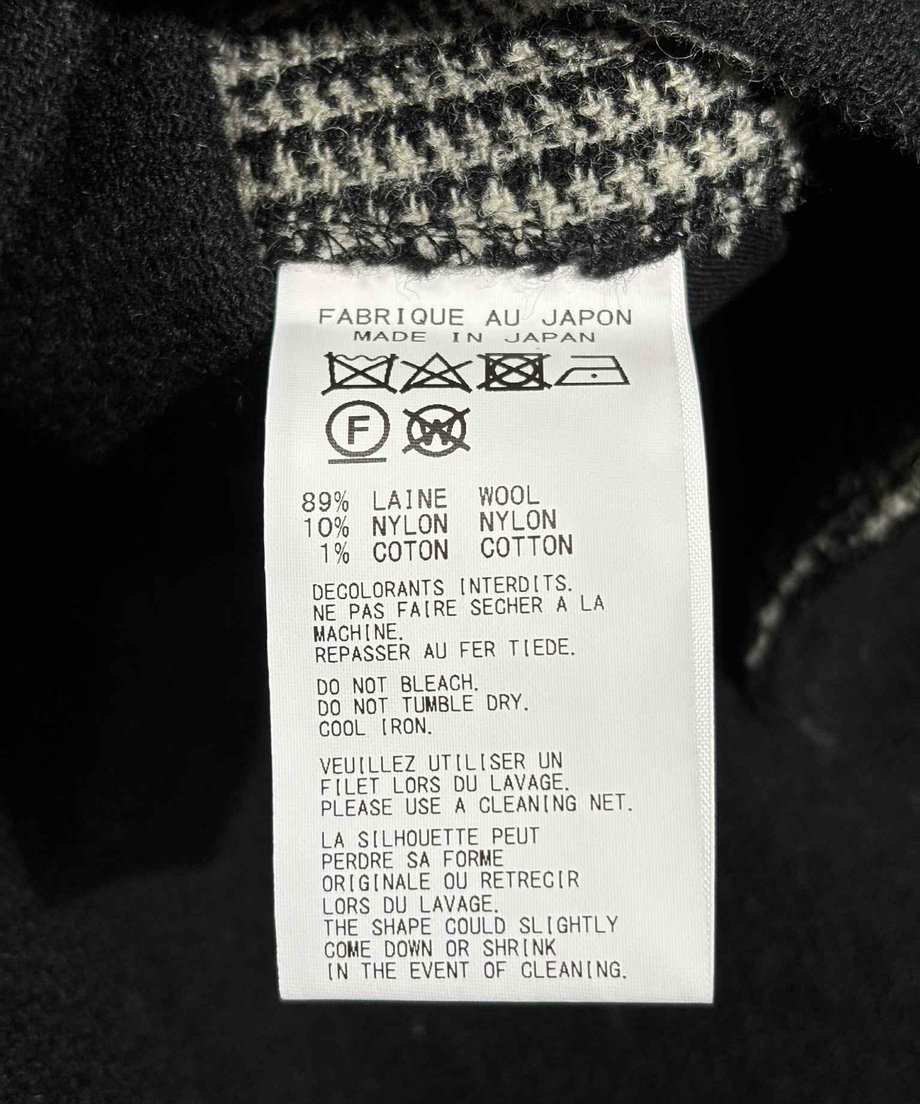 FABRIQUE AU JAPON
MADE IN JAPAN
F W
89% LAINE WOOL
10% NYLON NYLON
1% COTON COTTON
DECOLORANTS INTERDITS.
NE PAS FAIRE SECHER A LA
MACHINE.
REPASSER AU FER TIEDE.
DO NOT BLEACH.
DO NOT TUMBLE DRY.
COOL IRON.
VEUILLEZ UTILISER UN
FILET LORS DU LAVAGE.
PLEASE USE A CLEANING NET.
LA SILHOUETTE PEUT
PERDRE SA FORME
ORIGINALE OU RETRECIR
LORS DU LAVAGE.
THE SHAPE COULD SLIGHTLY
COME DOWN OR SHRINK
IN THE EVENT OF CLEANING.